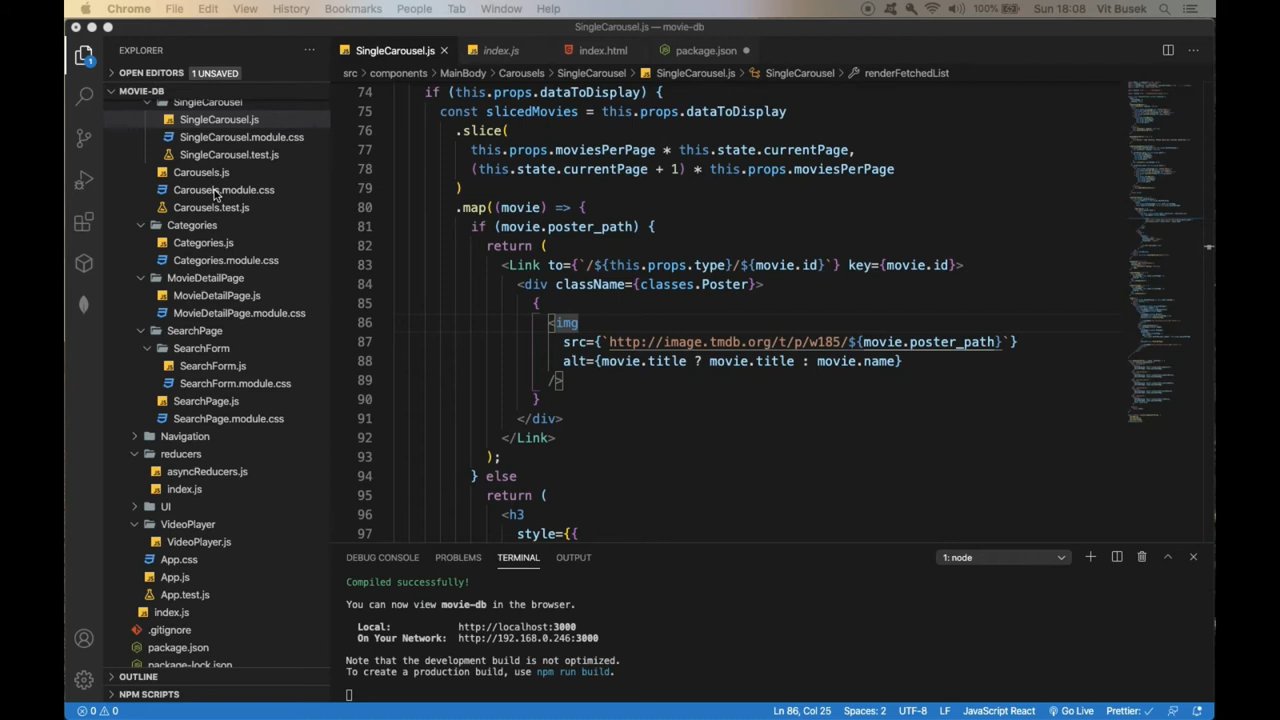 Chrome File Edit View History Bookmarks People Tab Window Help 100% Sun 18:08 Vit Busek
SingleCarousel.js — movie-db
EXPLORER
OPEN EDITORS 1 UNSAVED
MOVIE-DB
SingleCarousel
SingleCarousel.js
SingleCarousel.module.css
SingleCarousel.test.js
Carousels.js
Carousels.module.css
Carousels.test.js
Categories
Categories.js
Categories.module.css
MovieDetailPage
MovieDetailPage.js
MovieDetailPage.module.css
SearchPage
SearchForm
SearchForm.js
SearchForm.module.css
SearchPage.js
SearchPage.module.css
Navigation
reducers
asyncReducers.js
index.js
UI
VideoPlayer
VideoPlayer.js
App.css
App.js
App.test.js
index.js
.gitignore
package.json
package-lock.json
OUTLINE
NPM SCRIPTS
1
SingleCarousel.js index.js index.html package.json
src > components > MainBody > Carousels > SingleCarousel > SingleCarousel.js > SingleCarousel > renderFetchedList
74 if (this.props.dataToDisplay) {
75 const slicedMovies = this.props.dataToDisplay
76 .slice(
77 this.props.moviesPerPage * this.state.currentPage,
78 (this.state.currentPage + 1) * this.props.moviesPerPage
79 )
80 .map((movie) => {
81 if (movie.poster_path) {
82 return (
83 <Link to={`/${this.props.type}/${movie.id}`} key={movie.id}>
84 <div className={classes.Poster}>
85 {
86 <img
87 src={`http://image.tmdb.org/t/p/w185/${movie.poster_path}`}
88 alt={movie.title ? movie.title : movie.name}
89 />
90 }
91 </div>
92 </Link>
93 );
94 } else
95 return (
96 <h3
97 style={{
DEBUG CONSOLE PROBLEMS TERMINAL OUTPUT 1: node
Compiled successfully!
You can now view movie-db in the browser.
Local: http://localhost:3000
On Your Network: http://192.168.0.246:3000
Note that the development build is not optimized.
To create a production build, use npm run build.
0 0 Ln 86, Col 25 Spaces: 2 UTF-8 LF JavaScript React Go Live Prettier: ✓